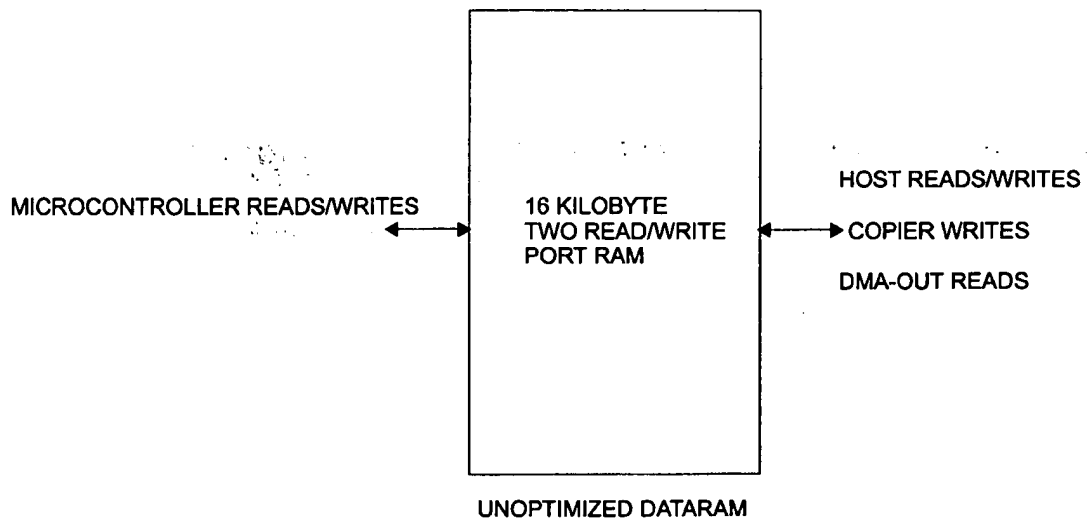 MICROCONTROLLER READS/WRITES
16 KILOBYTE
TWO READ/WRITE
PORT RAM
HOST READS/WRITES
COPIER WRITES
DMA-OUT READS
UNOPTIMIZED DATARAM